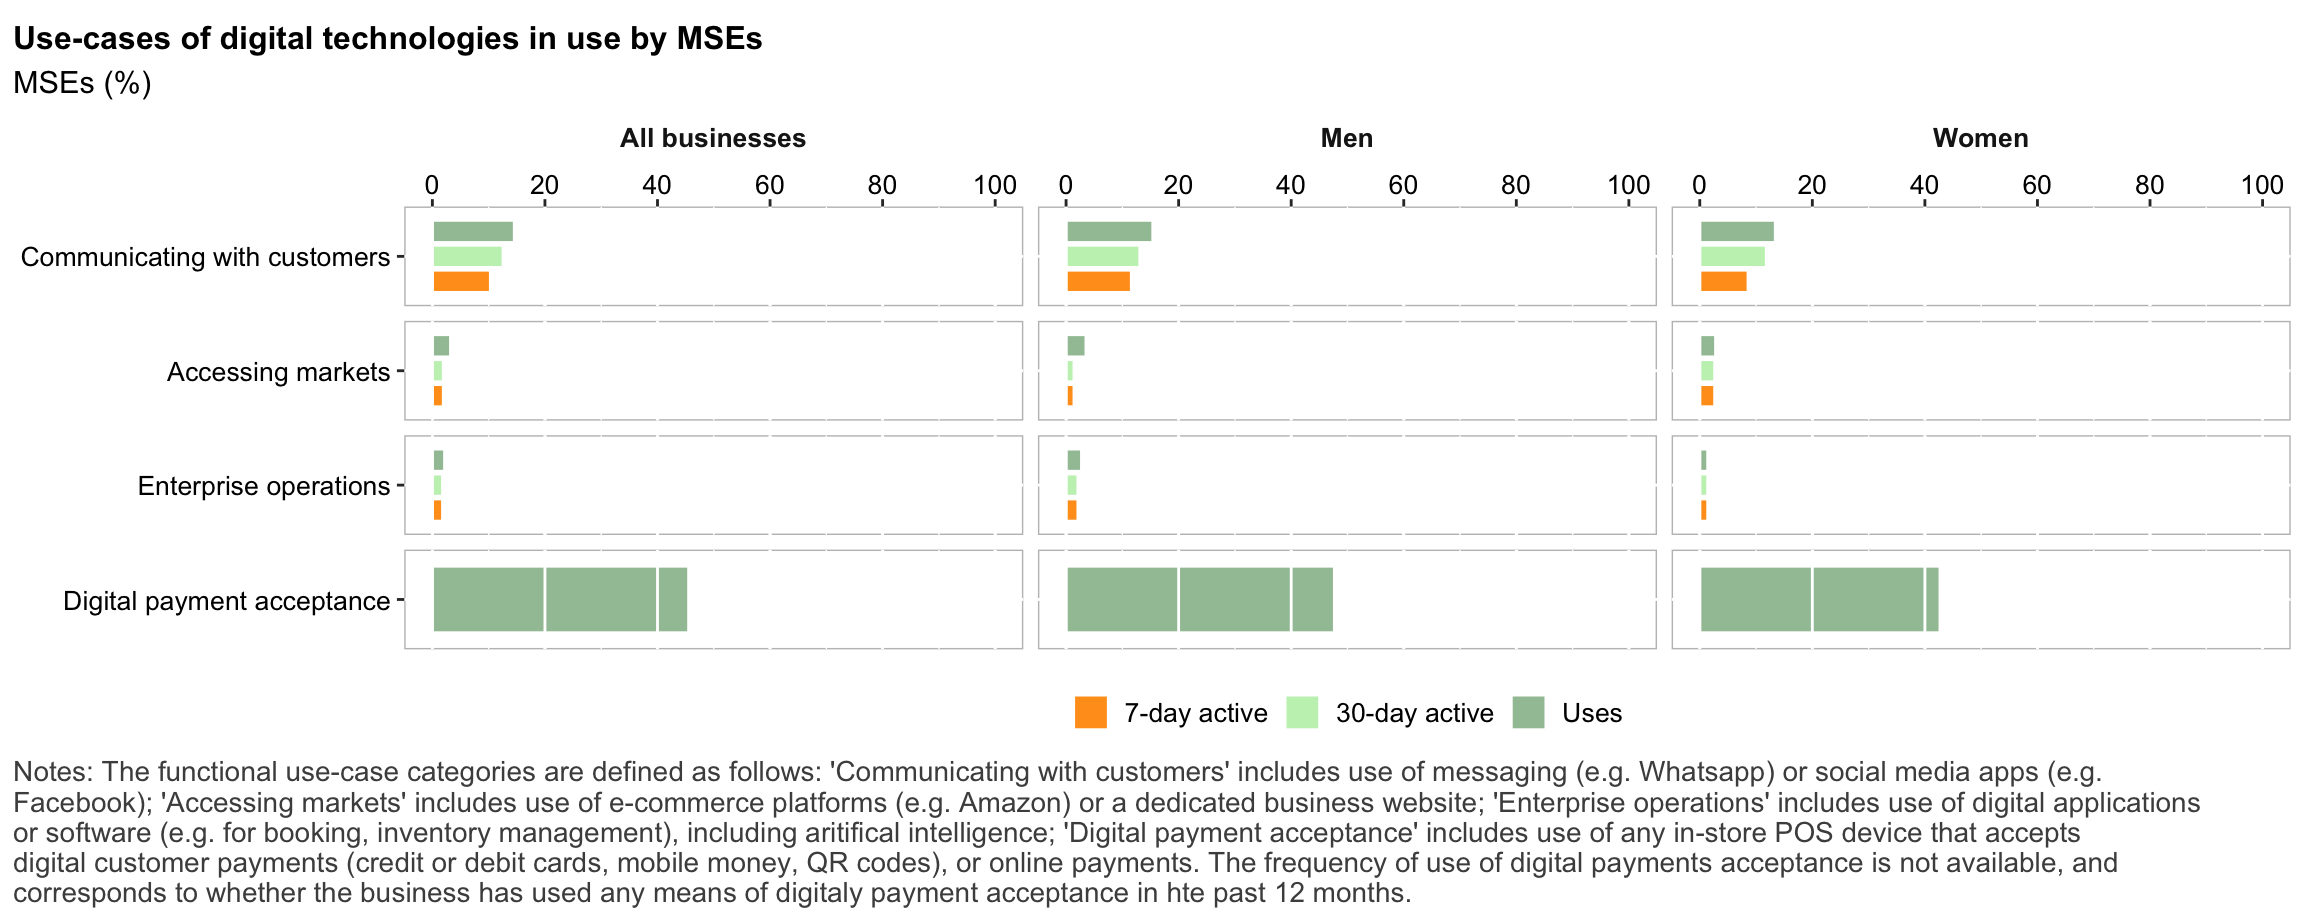 Use-cases of digital technologies in use by MSEs
MSEs (%)
All businesses Men Women
0 20 40 60 80 100 0 20 40 60 80 100 0 20 40 60 80 100
Communicating with customers
Accessing markets
Enterprise operations
Digital payment acceptance
7-day active 30-day active Uses
Notes: The functional use-case categories are defined as follows: 'Communicating with customers' includes use of messaging (e.g. Whatsapp) or social media apps (e.g.
Facebook); 'Accessing markets' includes use of e-commerce platforms (e.g. Amazon) or a dedicated business website; 'Enterprise operations' includes use of digital applications
or software (e.g. for booking, inventory management), including aritifical intelligence; 'Digital payment acceptance' includes use of any in-store POS device that accepts
digital customer payments (credit or debit cards, mobile money, QR codes), or online payments. The frequency of use of digital payments acceptance is not available, and
corresponds to whether the business has used any means of digitaly payment acceptance in hte past 12 months.